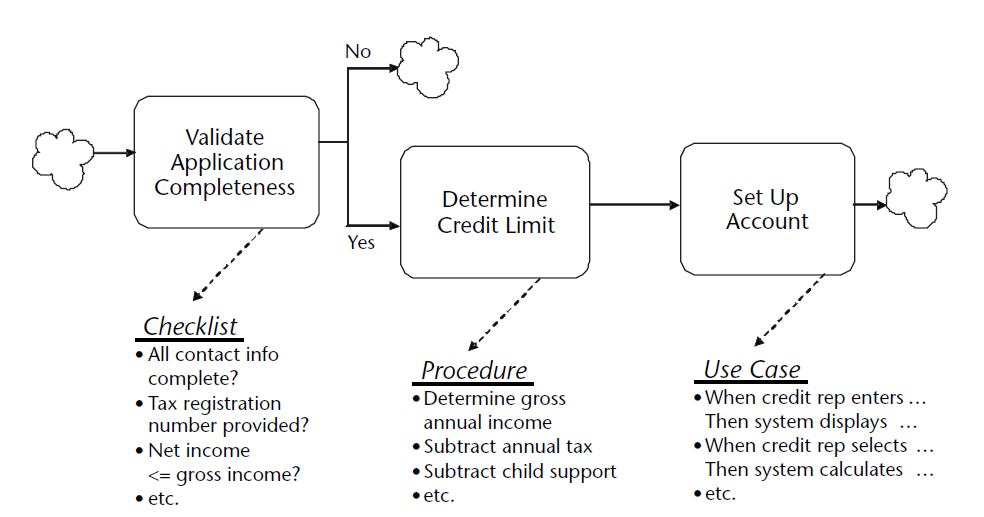 No
Validate
Application
Completeness
Yes
Determine
Credit Limit
Set Up
Account
Checklist
• All contact info
complete?
• Tax registration
number provided?
• Net income
<= gross income?
• etc.
Procedure
• Determine gross
annual income
• Subtract annual tax
• Subtract child support
• etc.
Use Case
• When credit rep enters ...
Then system displays ...
• When credit rep selects ...
Then system calculates ...
• etc.